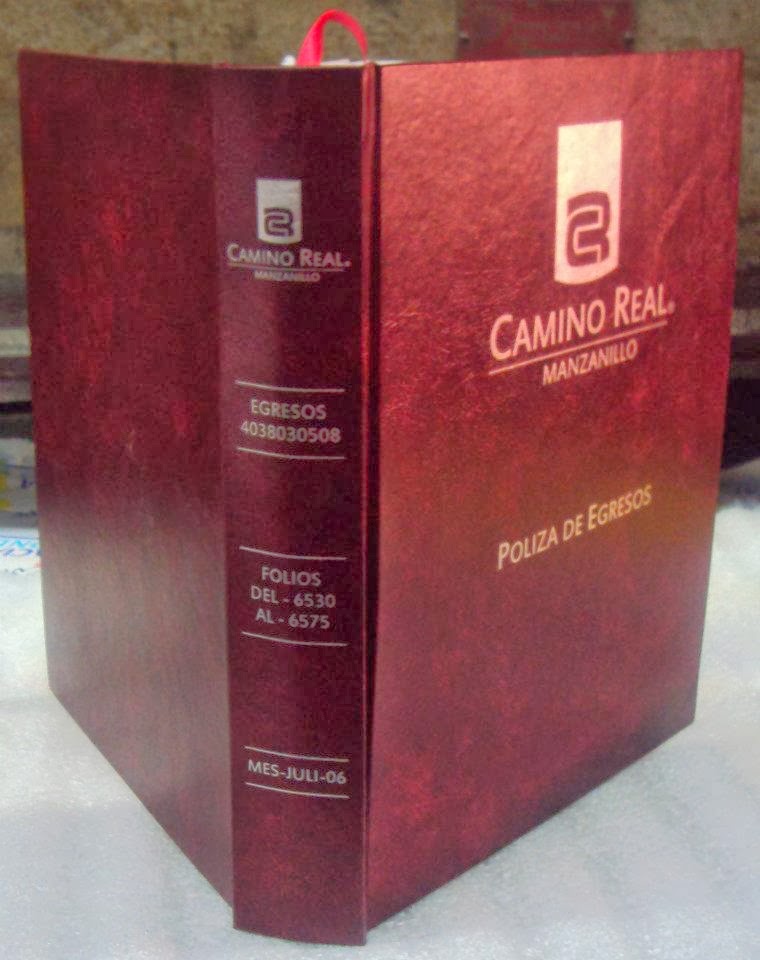 CAMINO REAL®
MANZANILLO
EGRESOS
4038030508
FOLIOS
DEL - 6530
AL - 6575
MES-JULI-06
CAMINO REAL®
MANZANILLO
POLIZA DE EGRESOS